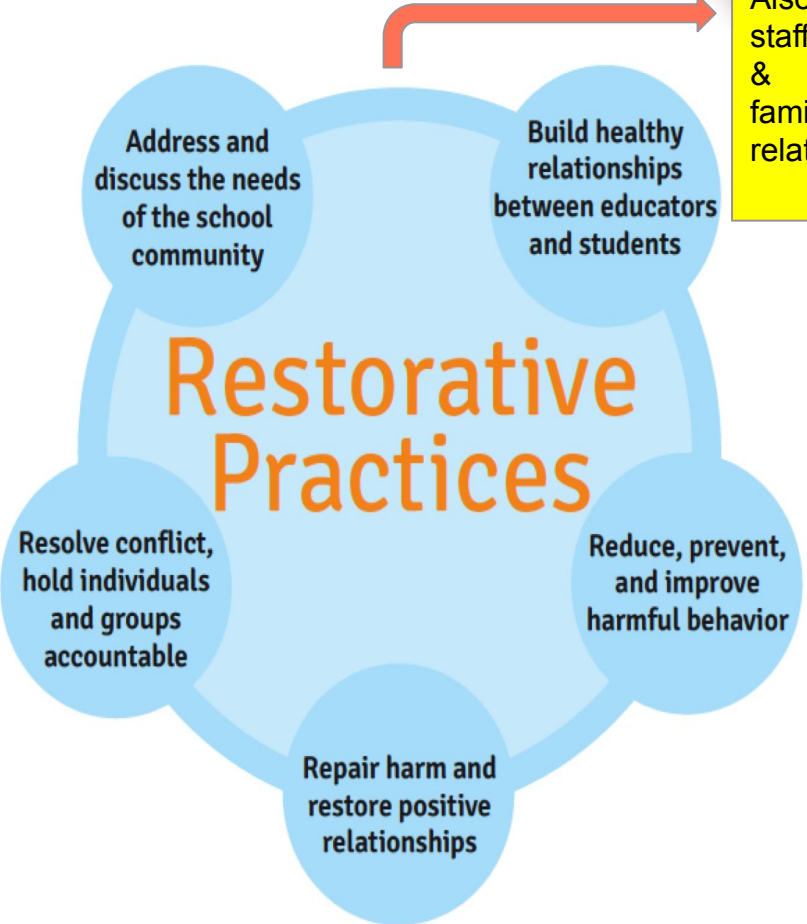 Also
staff
&
Address and
discuss the needs
of the school
community
Build healthy
relationships
between educators
and students
Restorative
Practices
Resolve conflict,
hold individuals
and groups
accountable
Reduce, prevent,
and improve
harmful behavior
Repair harm and
restore positive
relationships